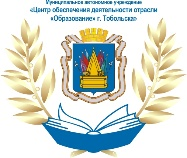 Муниципальное автономное учреждение
«Центр обеспечения деятельности отрасли
«Образование» г. Тобольска»